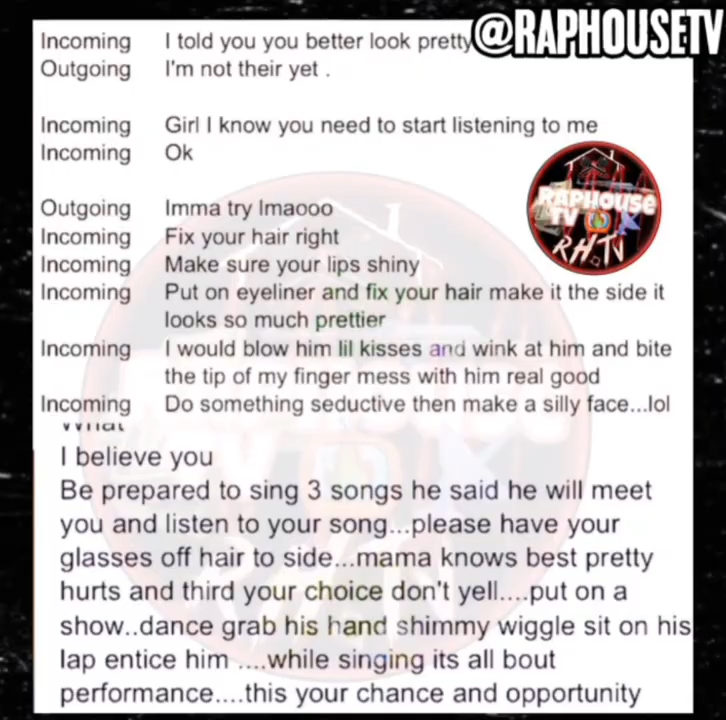 @RAPHOUSETV
Incoming I told you you better look pretty
Outgoing I'm not their yet .
Incoming Girl I know you need to start listening to me
Incoming Ok
RAPHOUSE
TV
RH.TV
Outgoing Imma try lmaooo
Incoming Fix your hair right
Incoming Make sure your lips shiny
Incoming Put on eyeliner and fix your hair make it the side it
looks so much prettier
Incoming I would blow him lil kisses and wink at him and bite
the tip of my finger mess with him real good
Incoming Do something seductive then make a silly face...lol
What
I believe you
Be prepared to sing 3 songs he said he will meet
you and listen to your song...please have your
glasses off hair to side...mama knows best pretty
hurts and third your choice don't yell....put on a
show..dance grab his hand shimmy wiggle sit on his
lap entice him ....while singing its all bout
performance....this your chance and opportunity